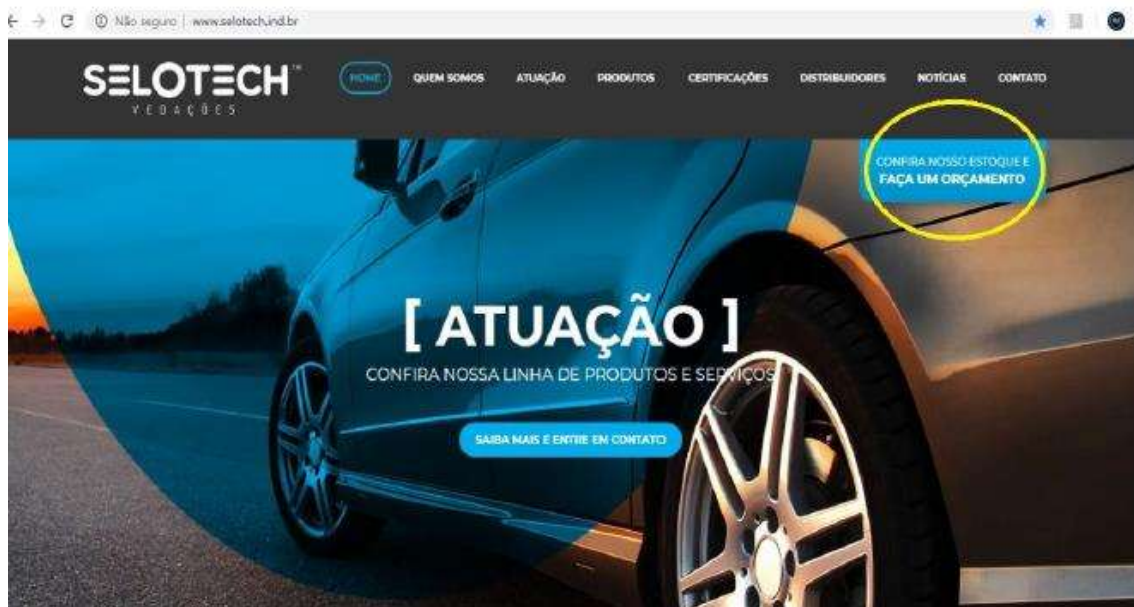 Não seguro | www.selotech.ind.br
SELOTECH™
VEDAÇÕES
HOME
QUEM SOMOS
ATUAÇÃO
PRODUTOS
CERTIFICAÇÕES
DISTRIBUIDORES
NOTÍCIAS
CONTATO
CONFIRA NOSSO ESTOQUE E
FAÇA UM ORÇAMENTO
[ ATUAÇÃO ]
CONFIRA NOSSA LINHA DE PRODUTOS E SERVIÇOS
SAIBA MAIS E ENTRE EM CONTATO